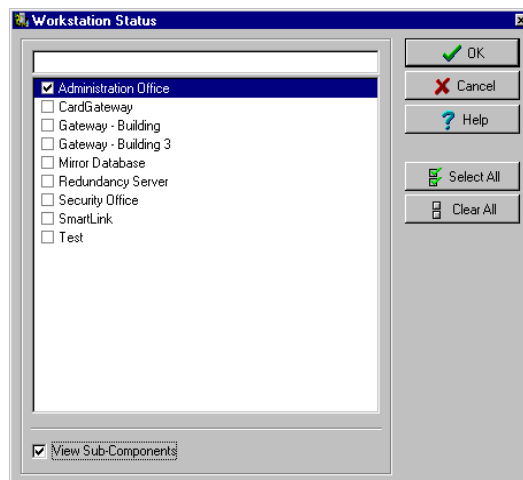 Workstation Status
Administration Office
CardGateway
Gateway - Building
Gateway - Building 3
Mirror Database
Redundancy Server
Security Office
SmartLink
Test
View Sub-Components
OK
Cancel
? Help
Select All
Clear All